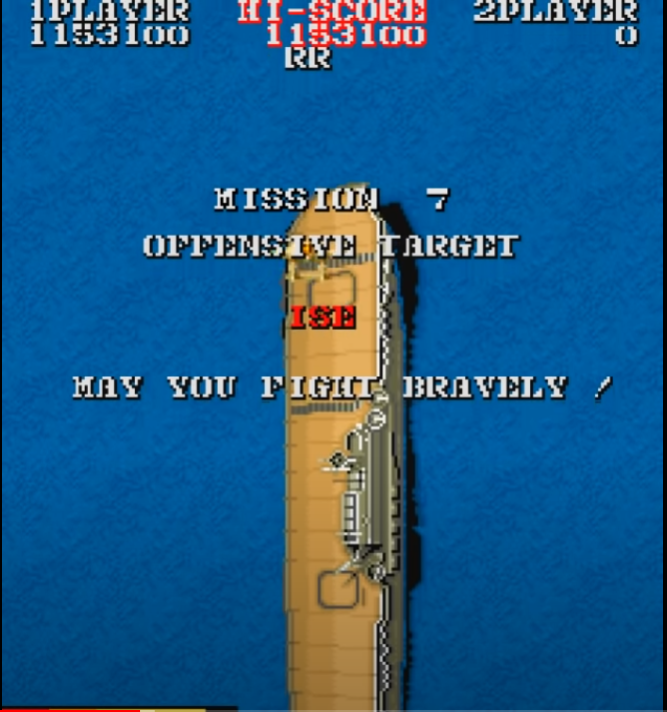 1PLAYER HI-SCORE 2PLAYER
1153100 1153100 0
RR
MISSION 7
OFFENSIVE TARGET
ISE
MAY YOU FIGHT BRAVELY !